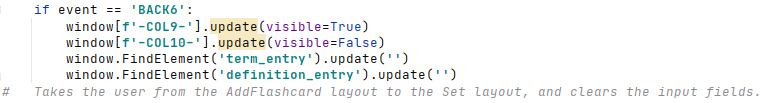 if event == 'BACK6':
    window[f'-COL9-'].update(visible=True)
    window[f'-COL10-'].update(visible=False)
    window.FindElement('term_entry').update('')
    window.FindElement('definition_entry').update('')
#   Takes the user from the AddFlashcard layout to the Set layout, and clears the input fields.